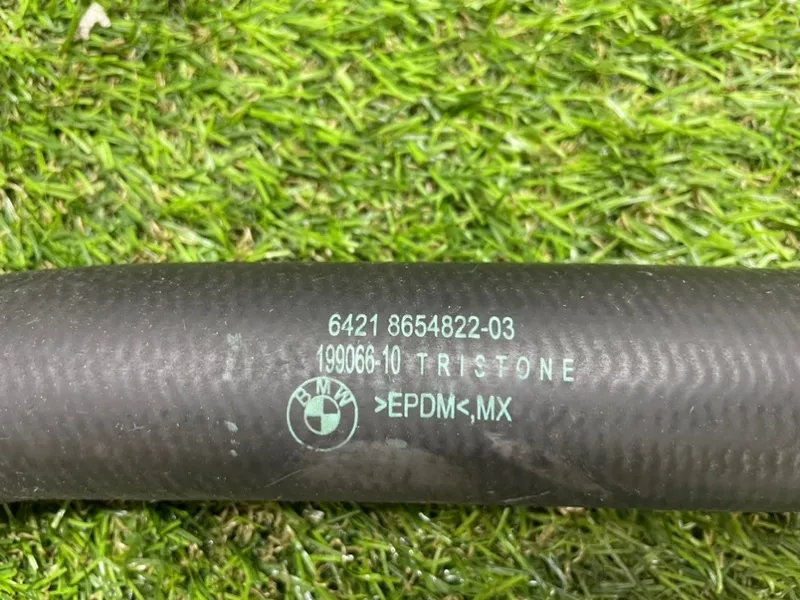 6421 8654822-03
199066-10 TRISTONE
BMW >EPDM<,MX